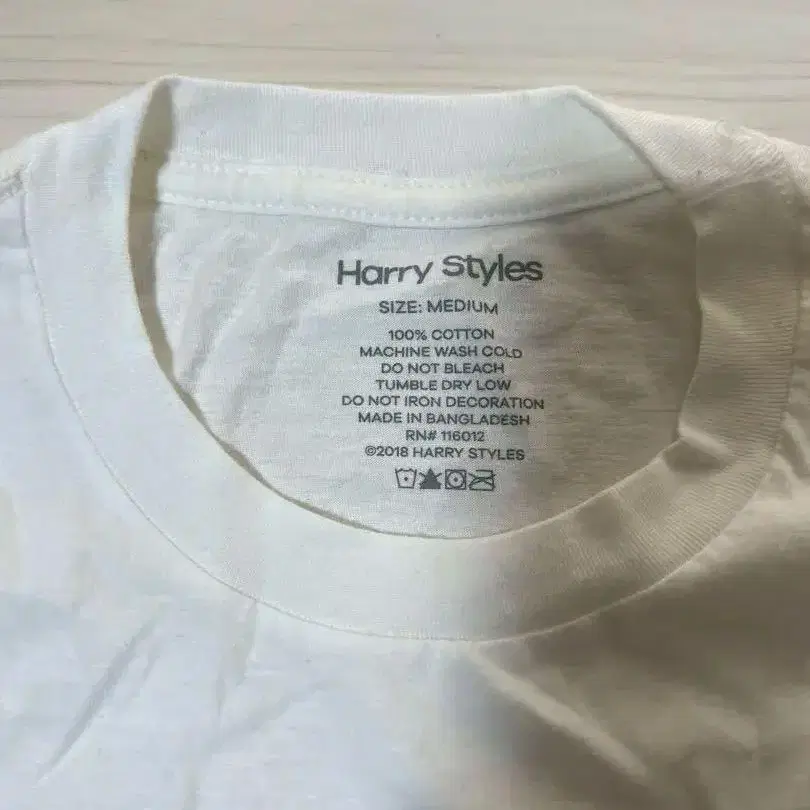 Harry Styles
SIZE: MEDIUM
100% COTTON
MACHINE WASH COLD
DO NOT BLEACH
TUMBLE DRY LOW
DO NOT IRON DECORATION
MADE IN BANGLADESH
RN# 116012
©2018 HARRY STYLES